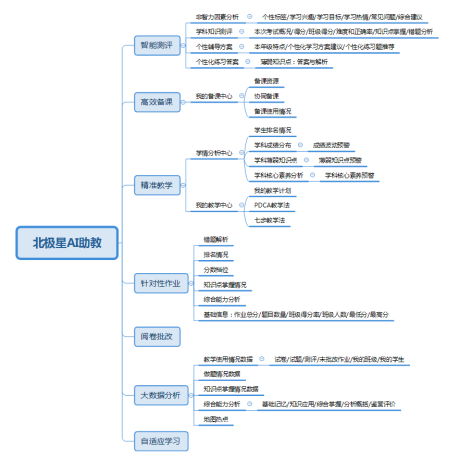 北极星AI助教
智能测评
非智力因素分析
个性标签/学习兴趣/学习目标/学习热情/常见问题/综合建议
学科知识测评
本次考试概况/得分/班级得分/难度和正确率/知识点掌握/错题分析
个性辅导方案
本年级特点/个性化学习方案建议/个性化练习题推荐
个性化练习答案
薄弱知识点：答案与解析
高效备课
我的备课中心
备课资源
协同备课
备课使用情况
精准教学
学情分析中心
学生排名情况
学科成绩分布
成绩波动预警
学科薄弱知识点
薄弱知识点预警
学科核心素养分析
学科核心素养预警
我的教学中心
我的教学计划
PDCA教学法
七步教学法
针对性作业
错题解析
排名情况
分数档位
知识点掌握情况
综合能力分析
基础信息：作业总分/题目数量/班级得分率/班级人数/最低分/最高分
阅卷批改
大数据分析
教学使用情况数据
试卷/试题/测评/未批改作业/我的班级/我的学生
做题情况数据
知识点掌握情况数据
综合能力分析
基础记忆/知识应用/综合掌握/分析概括/鉴赏评价
地图热点
自适应学习